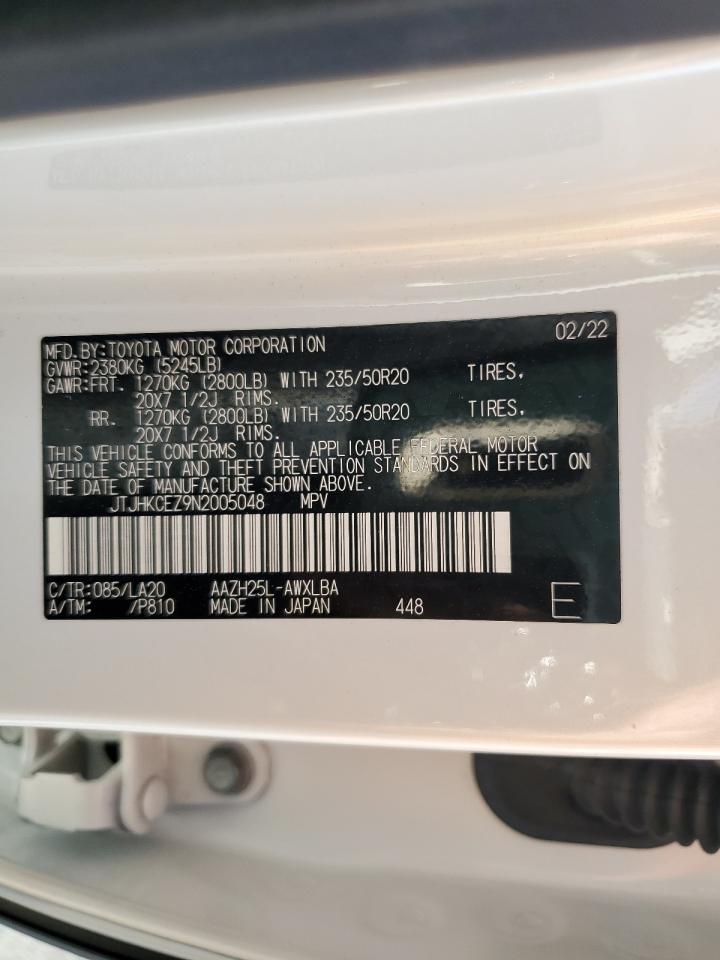 MFD.BY:TOYOTA MOTOR CORPORATION 02/22
GVWR:2380KG (5245LB)
GAWR:FRT. 1270KG (2800LB) WITH 235/50R20 TIRES,
20X7 1/2J RIMS.
RR. 1270KG (2800LB) WITH 235/50R20 TIRES,
20X7 1/2J RIMS.
THIS VEHICLE CONFORMS TO ALL APPLICABLE FEDERAL MOTOR
VEHICLE SAFETY AND THEFT PREVENTION STANDARDS IN EFFECT ON
THE DATE OF MANUFACTURE SHOWN ABOVE.
JTJHKCEZ9N2005048 MPV
C/TR:085/LA20 AAZH25L-AWXLBA
A/TM: /P810 MADE IN JAPAN 448 E